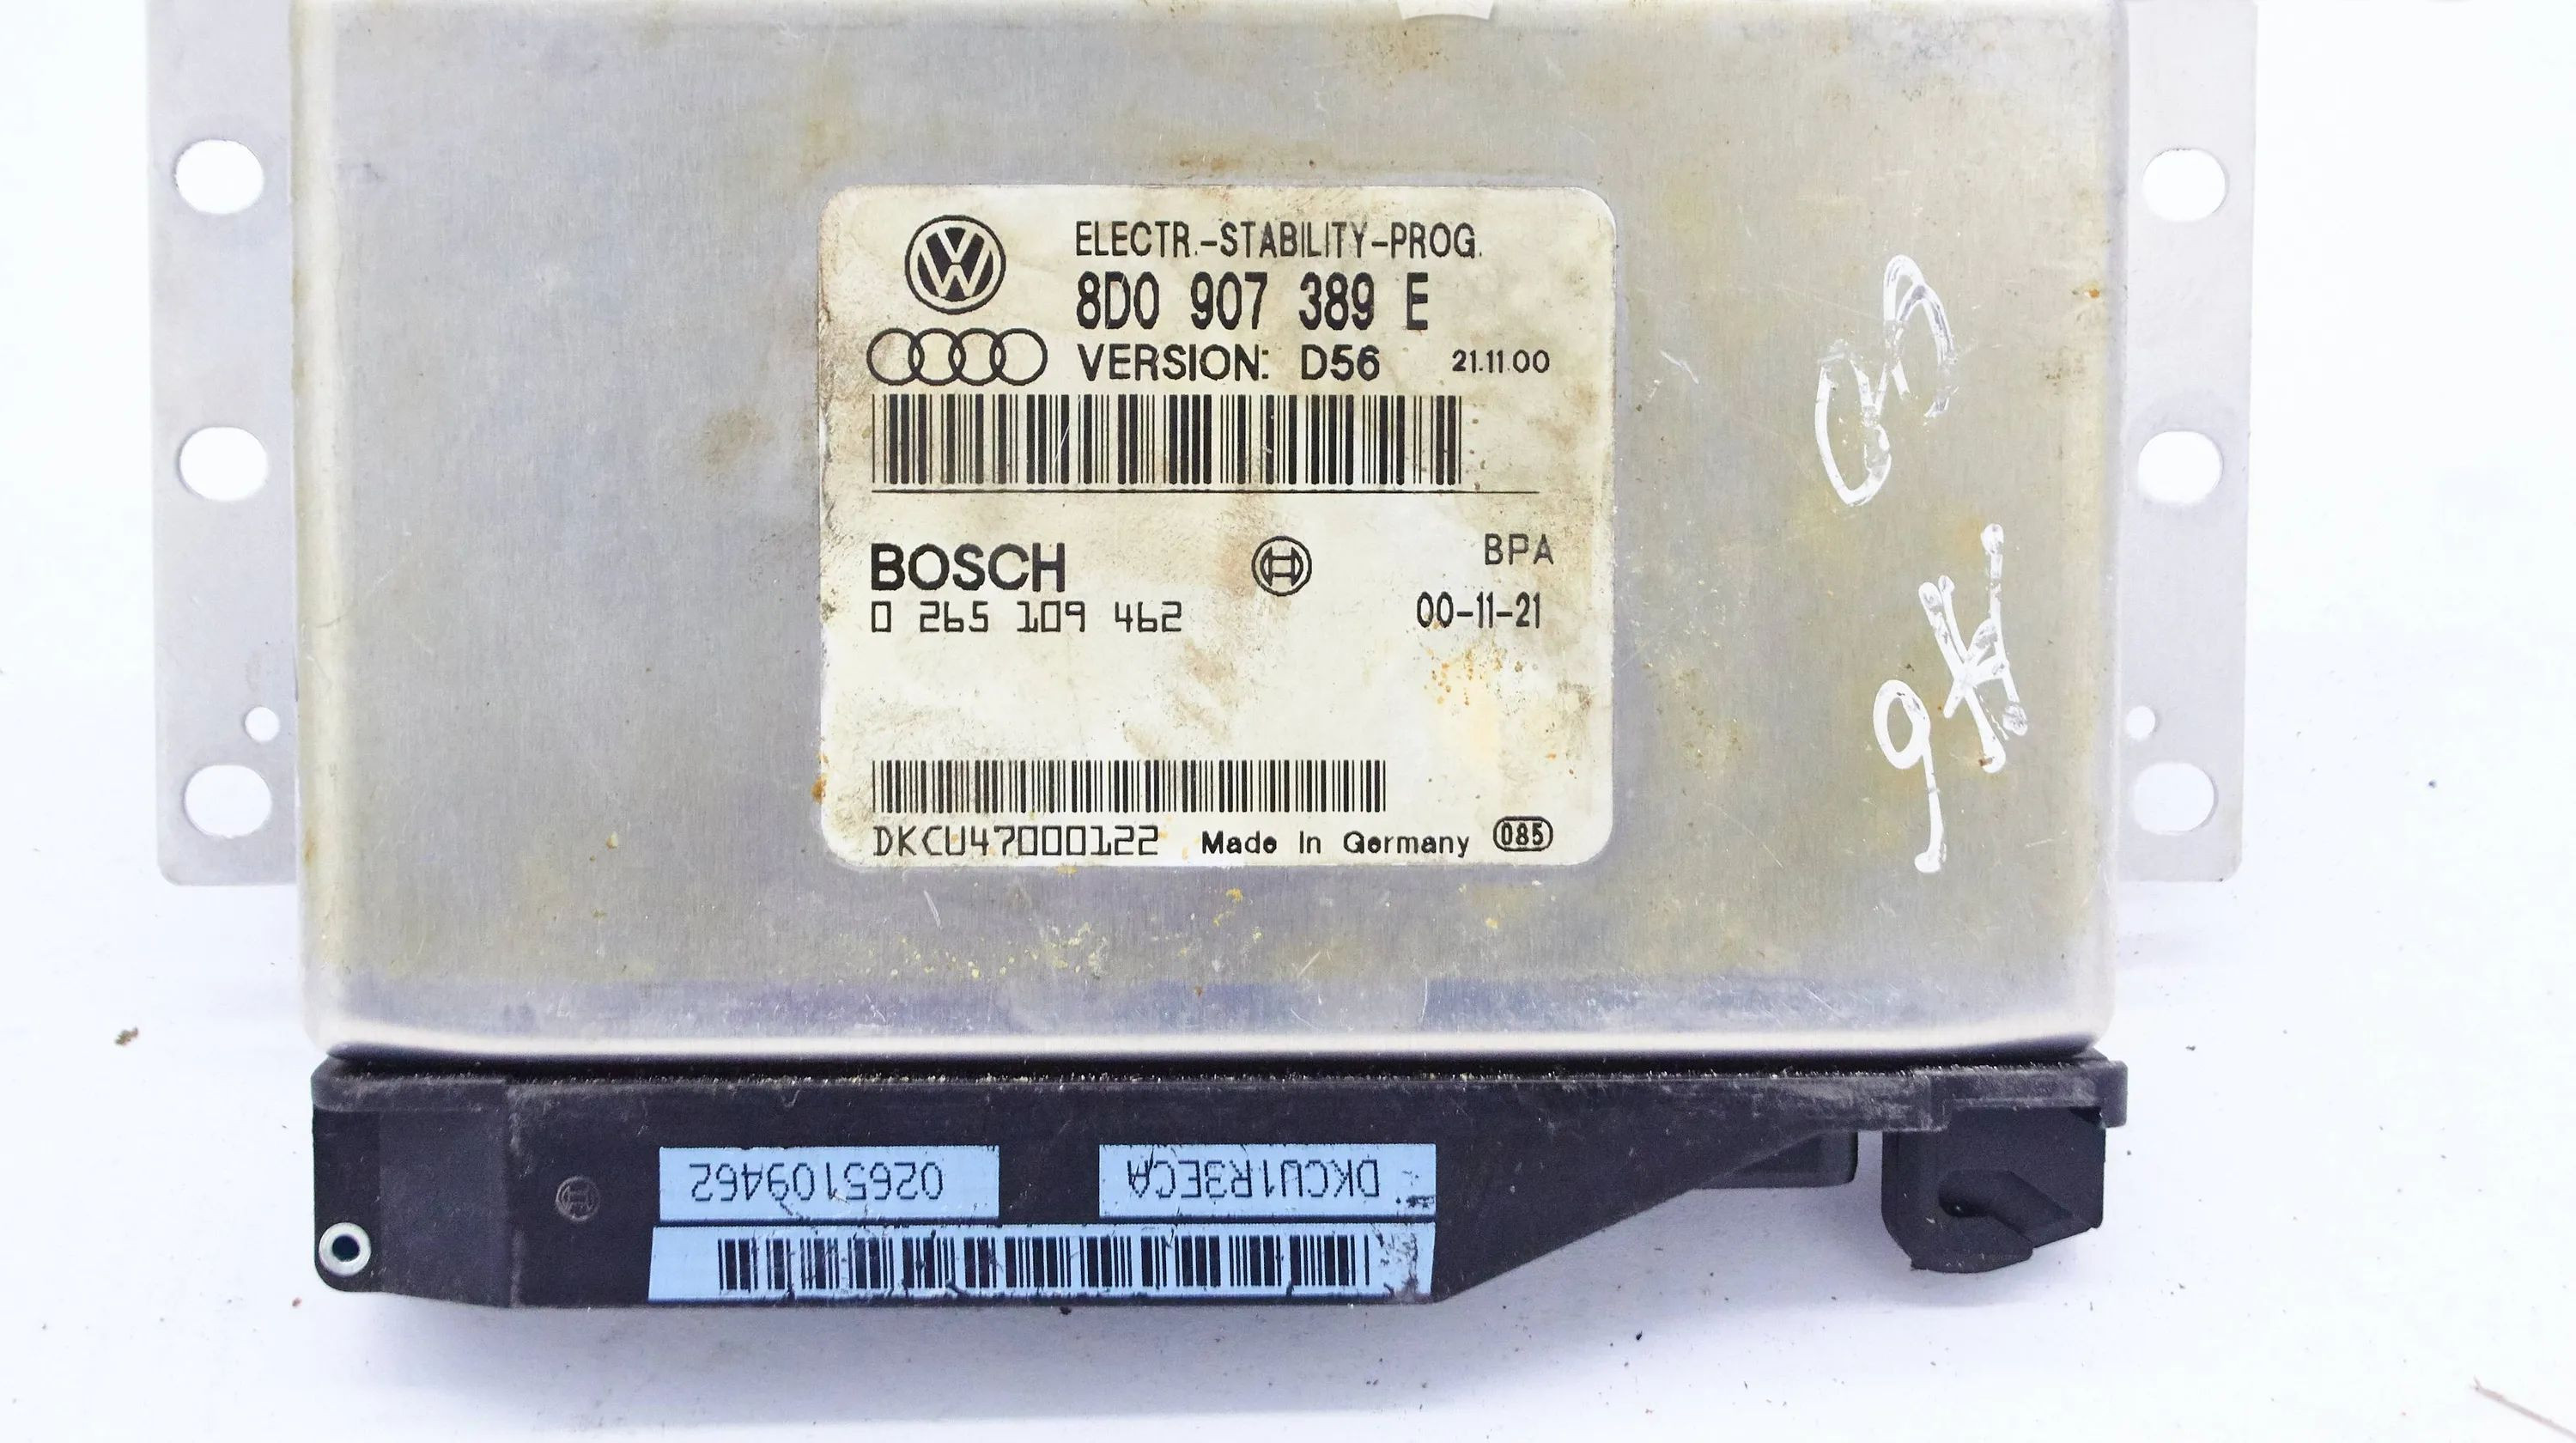 ELECTR.-STABILITY-PROG.
8D0 907 389 E
VERSION: D56 21.11.00
BOSCH BPA
0 265 109 462 00-11-21
DKCU47000122 Made In Germany 085
0265109462
DKCU1R3ECA